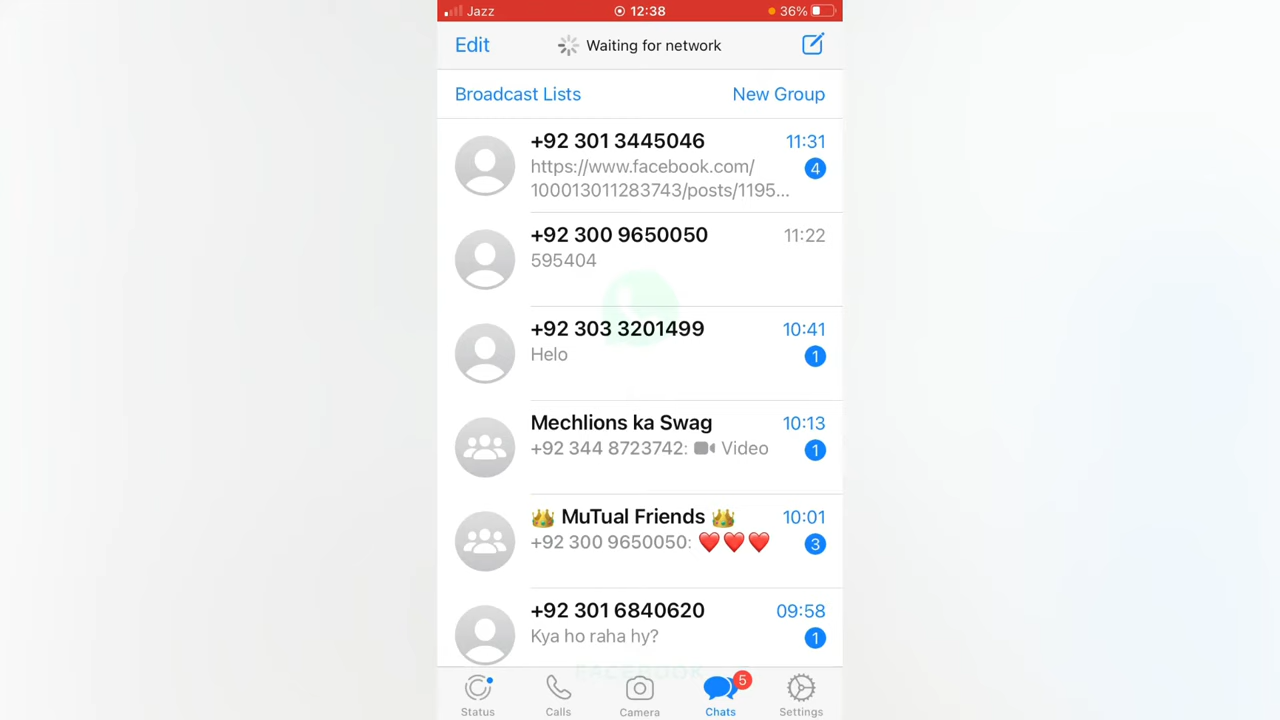 Jazz 12:38 36%
Edit Waiting for network
Broadcast Lists New Group
+92 301 3445046 11:31
https://www.facebook.com/ 4
100013011283743/posts/1195...
+92 300 9650050 11:22
595404
+92 303 3201499 10:41
Helo 1
Mechlions ka Swag 10:13
+92 344 8723742: Video 1
👑 MuTual Friends 👑 10:01
+92 300 9650050: ❤️❤️❤️ 3
+92 301 6840620 09:58
Kya ho raha hy? 1
FACEBOOK
5
Status Calls Camera Chats Settings